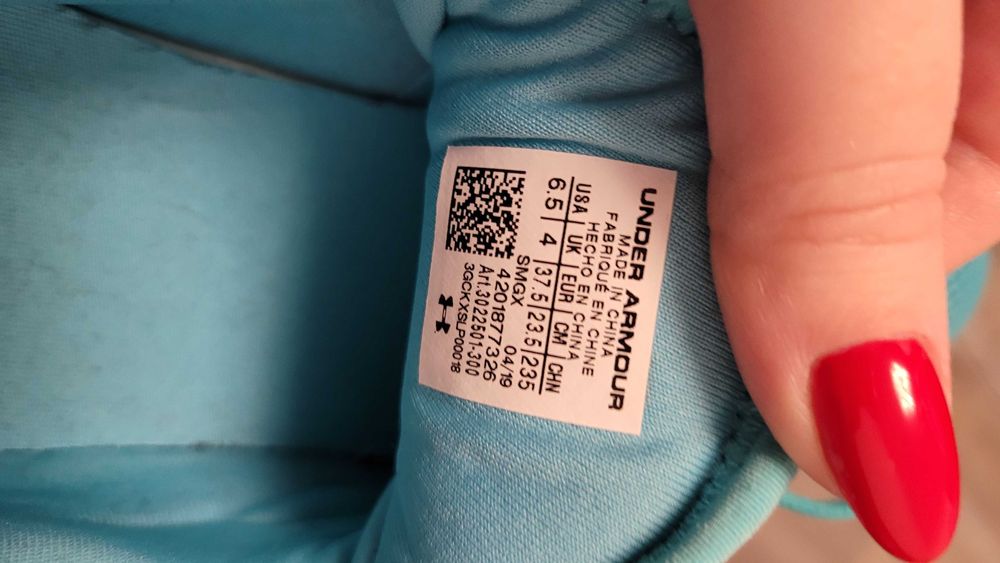 UNDER ARMOUR
MADE IN CHINA
FABRIQUÉ EN CHINE
HECHO EN CHINA
USA | UK | EUR | CM | CHN
6.5 | 4 | 37.5 | 23.5 | 235
SMGX 04/19
4201877326
Art.3022501-300
3GCKXSLP00018